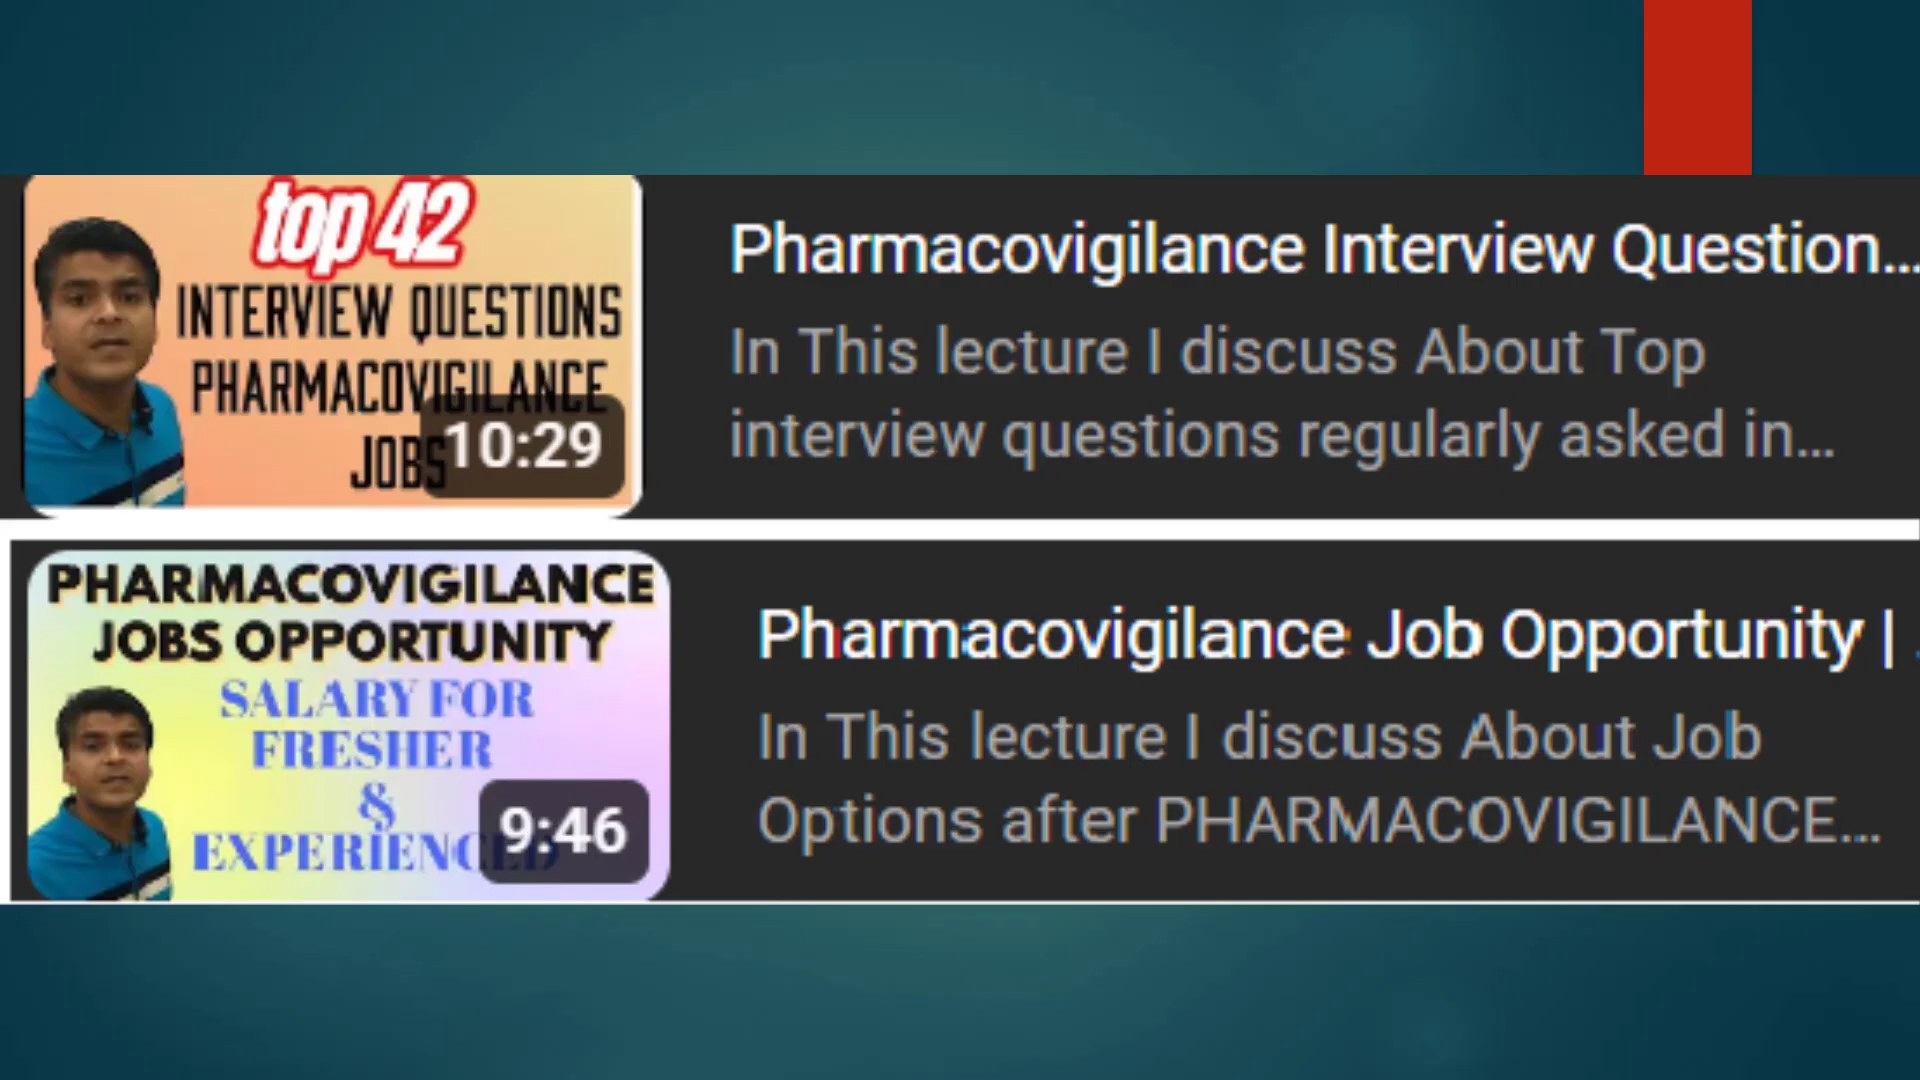 top 42
INTERVIEW QUESTIONS
PHARMACOVIGILANCE
JOBS
10:29
Pharmacovigilance Interview Question...
In This lecture I discuss About Top
interview questions regularly asked in...
PHARMACOVIGILANCE
JOBS OPPORTUNITY
SALARY FOR
FRESHER
&
EXPERIENCED
9:46
Pharmacovigilance Job Opportunity |
In This lecture I discuss About Job
Options after PHARMACOVIGILANCE...